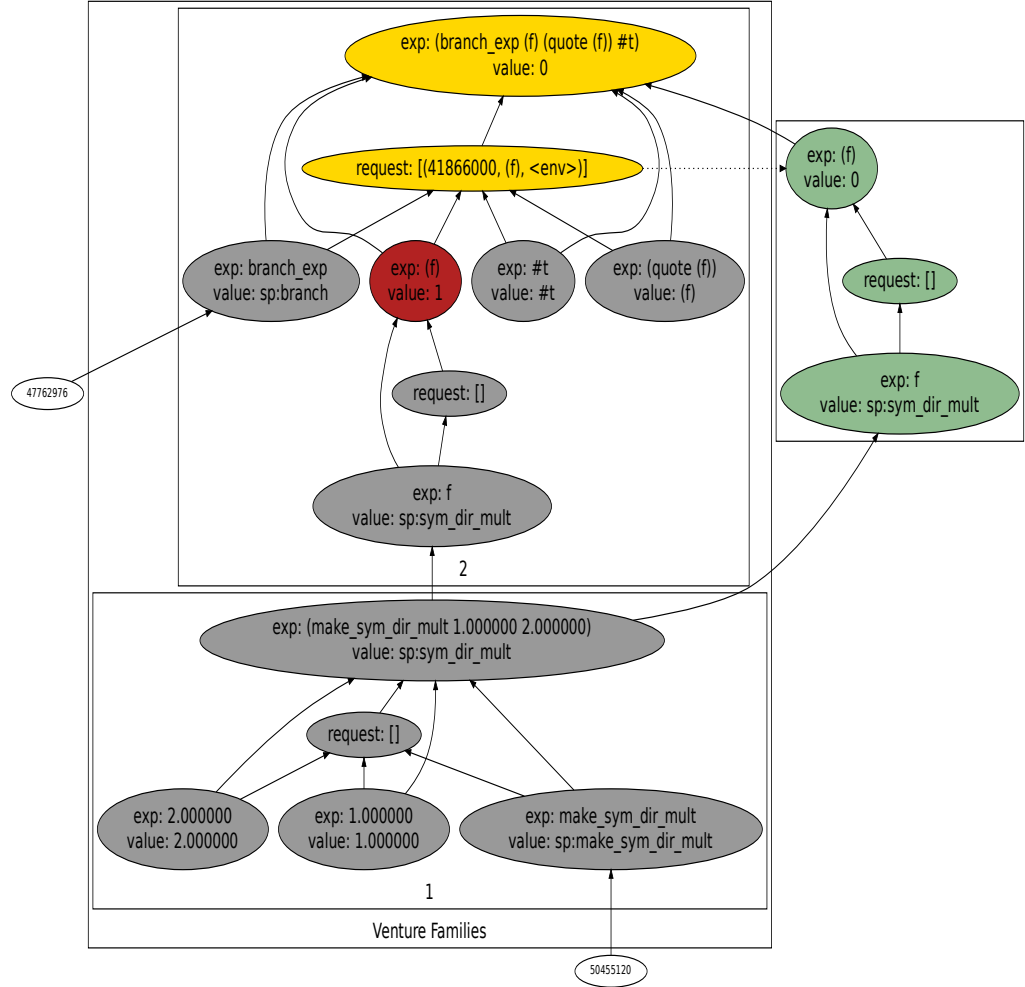 exp: (branch_exp (f) (quote (f)) #t)
value: 0
exp: (f)
value: 0
request: [(41866000, (f), <env>)]
exp: branch_exp
value: sp:branch
exp: (f)
value: 1
exp: #t
value: #t
exp: (quote (f))
value: (f)
request: []
47762976
request: []
exp: f
value: sp:sym_dir_mult
exp: f
value: sp:sym_dir_mult
2
exp: (make_sym_dir_mult 1.000000 2.000000)
value: sp:sym_dir_mult
request: []
exp: 2.000000
value: 2.000000
exp: 1.000000
value: 1.000000
exp: make_sym_dir_mult
value: sp:make_sym_dir_mult
1
Venture Families
50455120